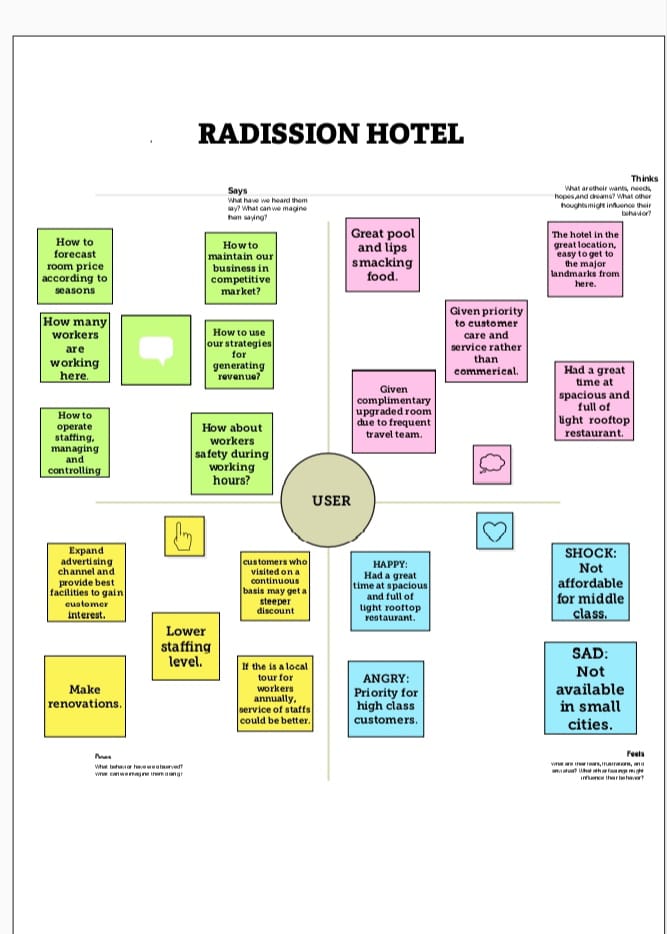 RADISSION HOTEL
Says
What have we heard them
say? What can we magine
them saying?
Thinks
What are their wants, needs,
hopes, and dreams? What other
houghts might influence their
behavior?
How to
forecast
room price
according to
seasons
How to
maintain our
business in
competitive
market?
How many
workers
are
working
here.
How to use
our strategies
for
generating
revenue?
How to
operate
staffing,
managing
and
controlling
How about
workers
safety during
working
hours?
Great pool
and lips
smacking
food.
The hotel in the
great location,
easy to get to
the major
landmarks from
here.
Given priority
to customer
care and
service rather
than
commerical.
Given
complimentary
upgraded room
due to frequent
travel team.
Had a great
time at
spacious and
full of
light rooftop
restaurant.
USER
Expand
advertising
channel and
provide best
facilities to gain
customer
interest.
customers who
visited on a
continuous
basis may get a
steeper
discount
Lower
staffing
level.
Make
renovations.
If the is a local
tour for
workers
annually,
service of staffs
could be better.
HAPPY:
Had a great
time at spacious
and full of
light rooftop
restaurant.
SHOCK:
Not
affordable
for middle
class.
ANGRY:
Priority for
high class
customers.
SAD:
Not
available
in small
cities.
What behavior have we observed?
What can we imagine them doing?
Feels
What are their fears, frustrations, and
anxieties? What other feelings might
influence their behavior?